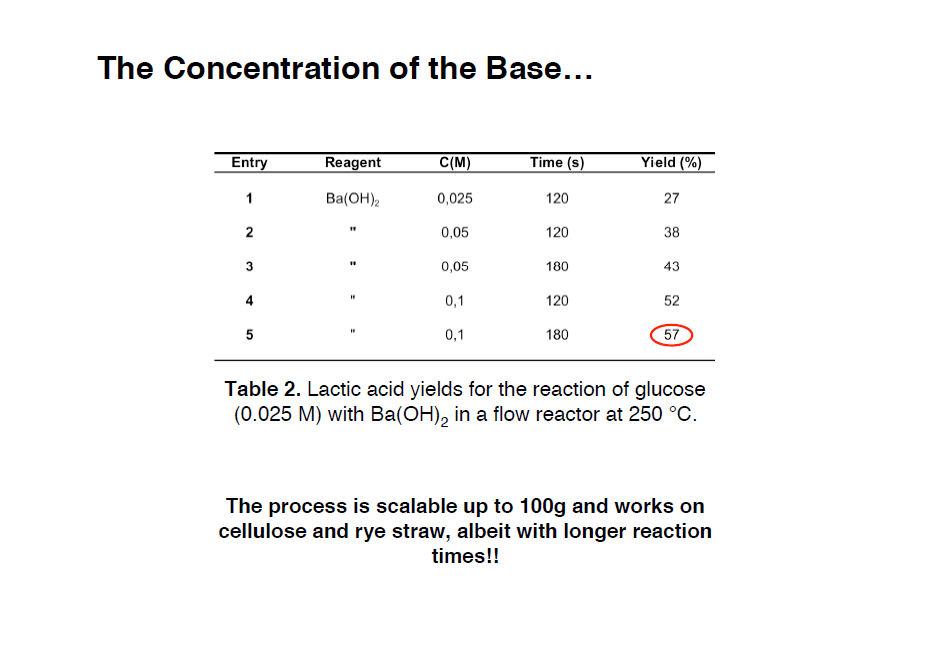 The Concentration of the Base…
Entry Reagent C(M) Time (s) Yield (%)
1 Ba(OH)₂ 0,025 120 27
2 " 0,05 120 38
3 " 0,05 180 43
4 " 0,1 120 52
5 " 0,1 180 57
Table 2. Lactic acid yields for the reaction of glucose
(0.025 M) with Ba(OH)₂ in a flow reactor at 250 °C.
The process is scalable up to 100g and works on
cellulose and rye straw, albeit with longer reaction
times!!